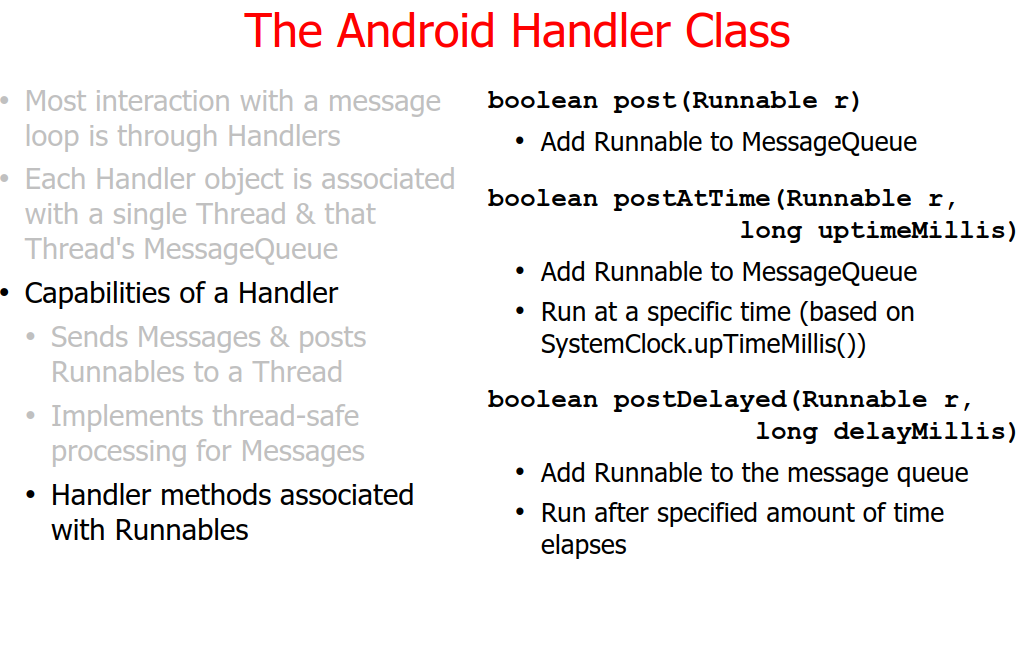 The Android Handler Class
• Most interaction with a message
loop is through Handlers
• Each Handler object is associated
with a single Thread & that
Thread's MessageQueue
• Capabilities of a Handler
• Sends Messages & posts
Runnables to a Thread
• Implements thread-safe
processing for Messages
• Handler methods associated
with Runnables
boolean post(Runnable r)
• Add Runnable to MessageQueue
boolean postAtTime(Runnable r,
long uptimeMillis)
• Add Runnable to MessageQueue
• Run at a specific time (based on
SystemClock.upTimeMillis())
boolean postDelayed(Runnable r,
long delayMillis)
• Add Runnable to the message queue
• Run after specified amount of time
elapses